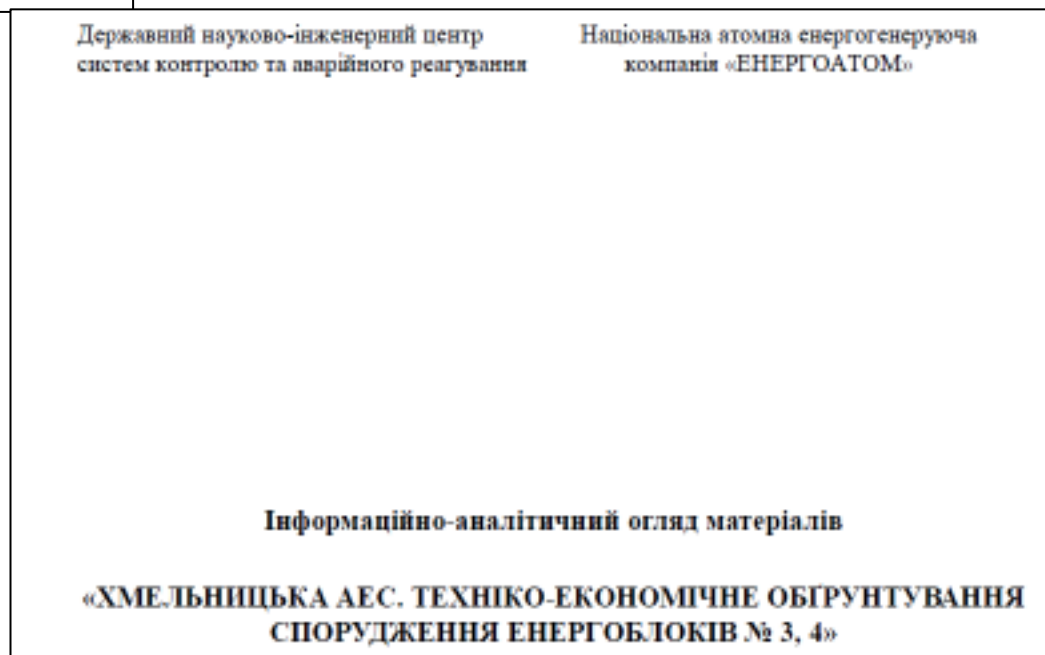 Державний науково-інженерний центр
систем контролю та аварійного реагування
Національна атомна енергогенеруюча
компанія «ЕНЕРГОАТОМ»
Інформаційно-аналітичний огляд матеріалів
«ХМЕЛЬНИЦЬКА АЕС. ТЕХНІКО-ЕКОНОМІЧНЕ ОБҐРУНТУВАННЯ
СПОРУДЖЕННЯ ЕНЕРГОБЛОКІВ № 3, 4»